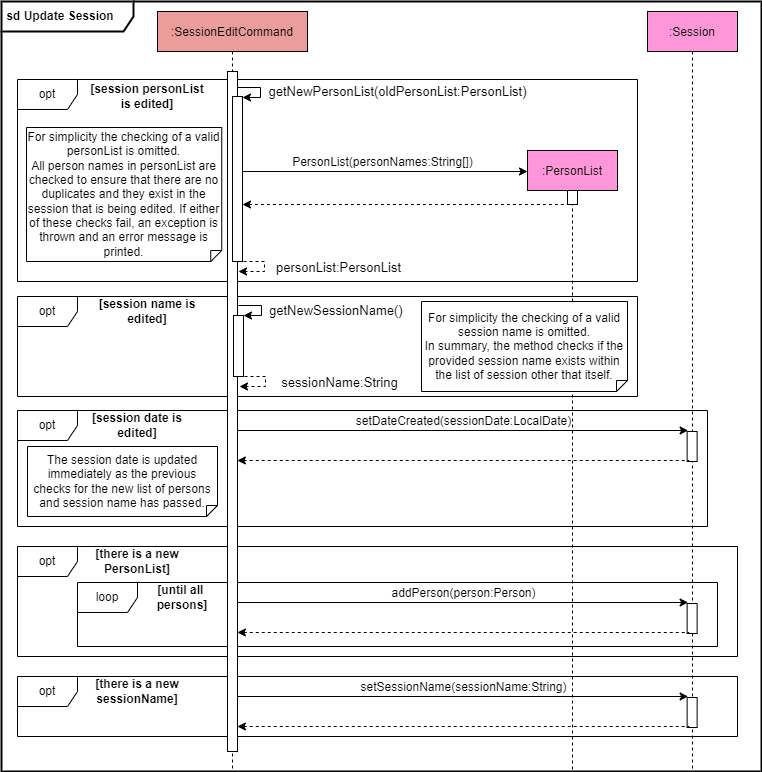 sd Update Session
:SessionEditCommand
:Session
opt
[session personList
is edited]
getNewPersonList(oldPersonList:PersonList)
For simplicity the checking of a valid
personList is omitted.
All person names in personList are
checked to ensure that there are no
duplicates and they exist in the
session that is being edited. If either
of these checks fail, an exception is
thrown and an error message is
printed.
PersonList(personNames:String[])
:PersonList
personList:PersonList
opt
[session name is
edited]
getNewSessionName()
For simplicity the checking of a valid
session name is omitted.
In summary, the method checks if the
provided session name exists within
the list of session other that itself.
sessionName:String
opt
[session date is
edited]
setDateCreated(sessionDate:LocalDate)
The session date is updated
immediately as the previous
checks for the new list of persons
and session name has passed.
opt
[there is a new
PersonList]
loop
[until all
persons]
addPerson(person:Person)
opt
[there is a new
sessionName]
setSessionName(sessionName:String)